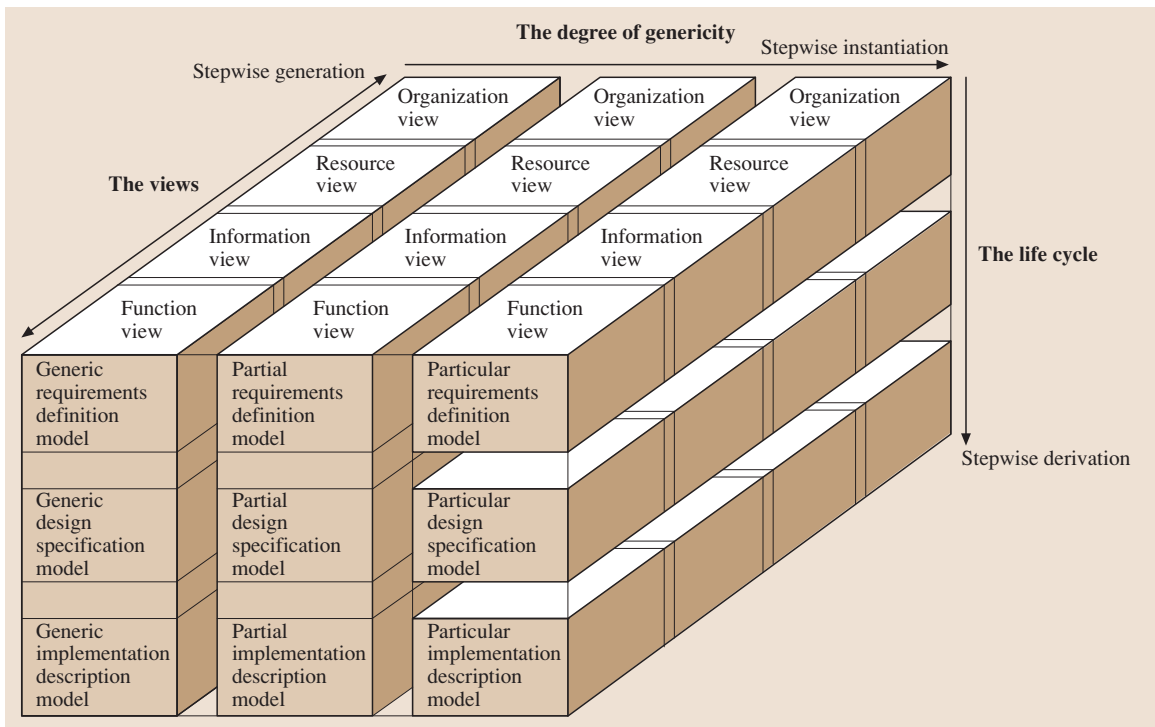 The degree of genericity
Stepwise instantiation
Stepwise generation
The views
The life cycle
Stepwise derivation
Organization
view
Organization
view
Organization
view
Resource
view
Resource
view
Resource
view
Information
view
Information
view
Information
view
Function
view
Function
view
Function
view
Generic
requirements
definition
model
Partial
requirements
definition
model
Particular
requirements
definition
model
Generic
design
specification
model
Partial
design
specification
model
Particular
design
specification
model
Generic
implementation
description
model
Partial
implementation
description
model
Particular
implementation
description
model